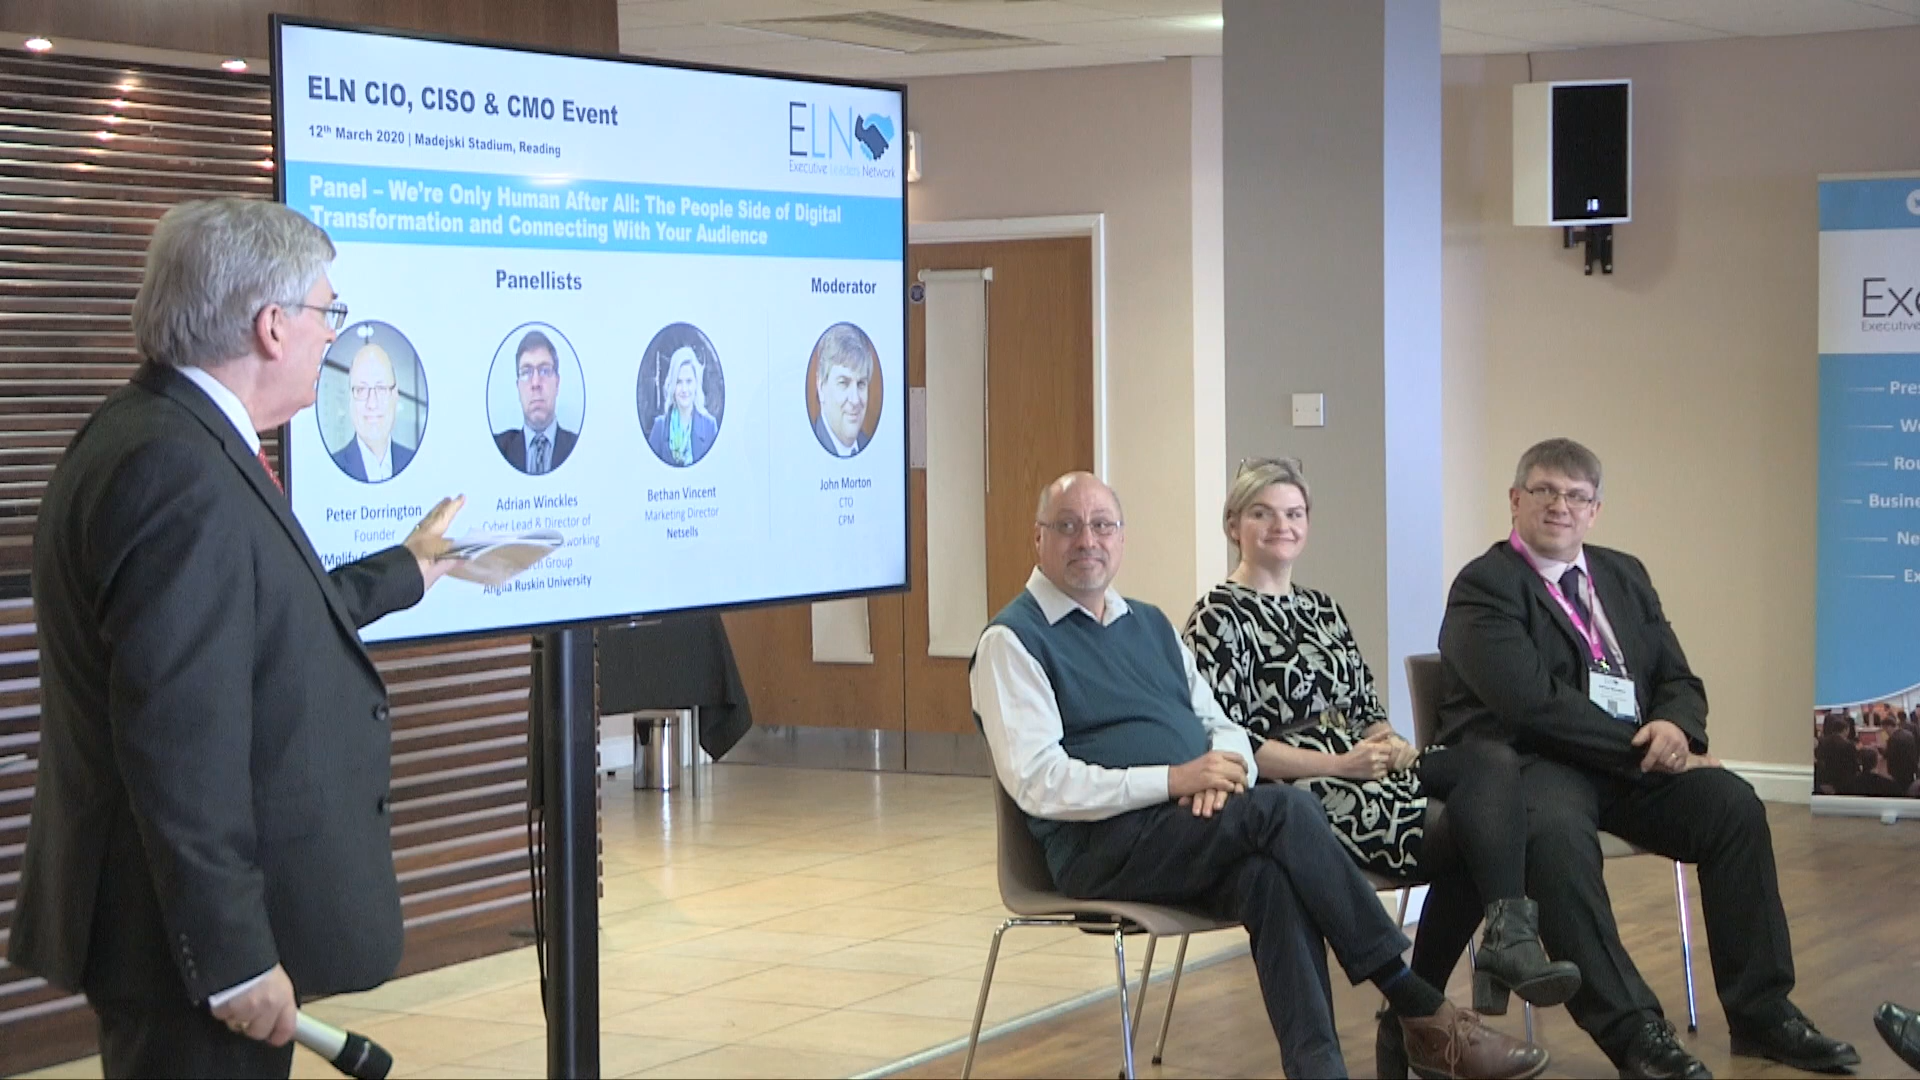 ELN CIO, CISO & CMO Event
12th March 2020 | Madejski Stadium, Reading
ELN
Executive Leaders Network
Panel – We're Only Human After All: The People Side of Digital
Transformation and Connecting With Your Audience
Panellists
Moderator
Peter Dorrington
Founder
Adrian Winckles
Cyber Lead & Director of
Group
Anglia Ruskin University
Bethan Vincent
Marketing Director
Netsells
John Morton
CTO
CPM
Executive